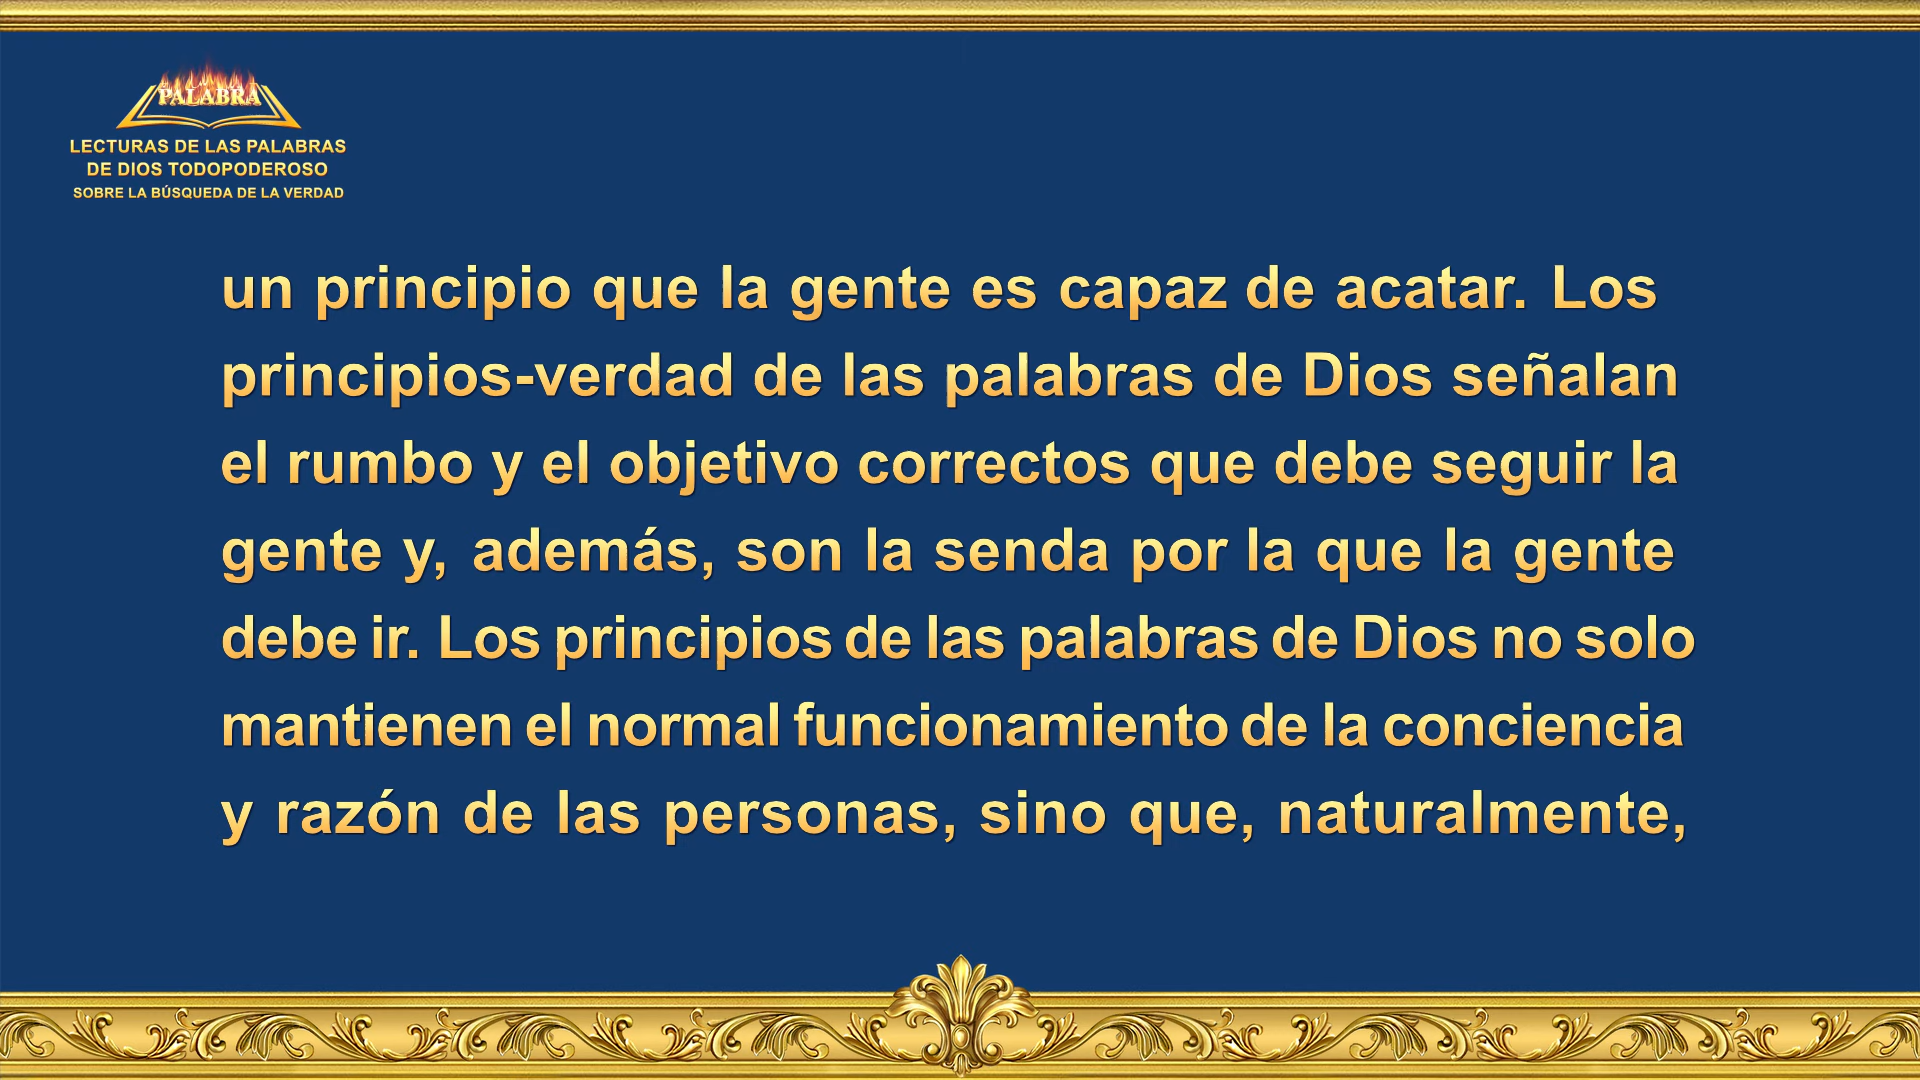 PALABRA
LECTURAS DE LAS PALABRAS
DE DIOS TODOPODEROSO
SOBRE LA BÚSQUEDA DE LA VERDAD
un principio que la gente es capaz de acatar. Los
principios-verdad de las palabras de Dios señalan
el rumbo y el objetivo correctos que debe seguir la
gente y, además, son la senda por la que la gente
debe ir. Los principios de las palabras de Dios no solo
mantienen el normal funcionamiento de la conciencia
y razón de las personas, sino que, naturalmente,